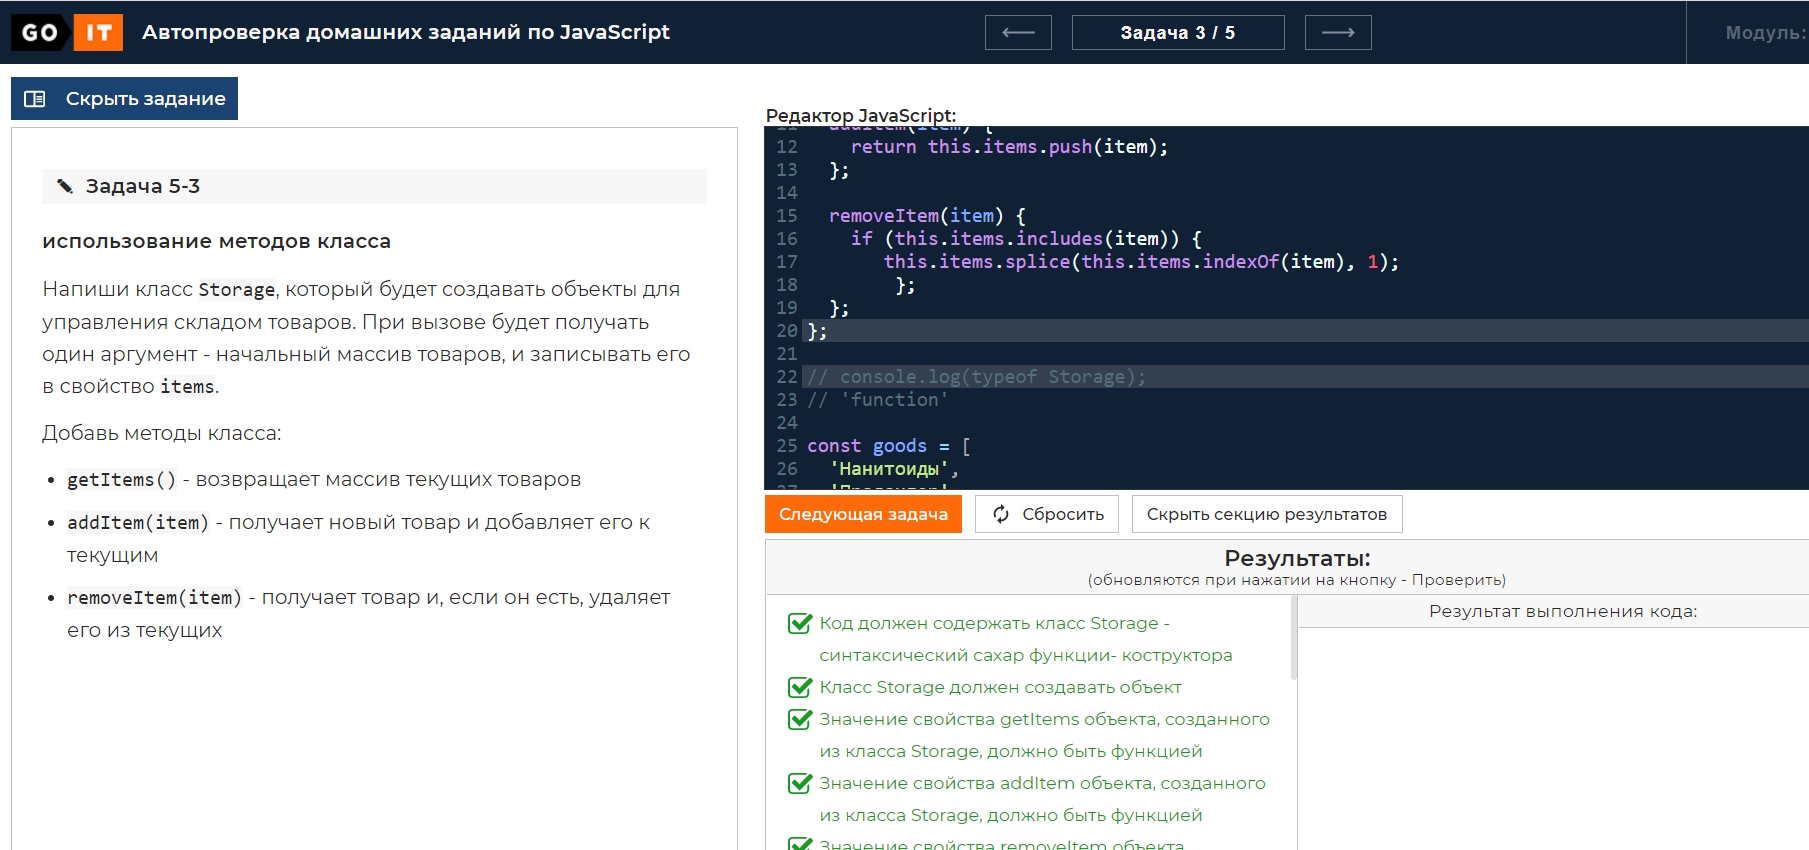 GO IT Автопроверка домашних заданий по JavaScript
Задача 3 / 5
Модуль:
Скрыть задание
Задача 5-3
использование методов класса
Напиши класс Storage, который будет создавать объекты для
управления складом товаров. При вызове будет получать
один аргумент - начальный массив товаров, и записывать его
в свойство items.
Добавь методы класса:
• getItems() - возвращает массив текущих товаров
• addItem(item) - получает новый товар и добавляет его к
текущим
• removeItem(item) - получает товар и, если он есть, удаляет
его из текущих
Редактор JavaScript:
11 addItem(item) {
12 return this.items.push(item);
13 };
14
15 removeItem(item) {
16 if (this.items.includes(item)) {
17 this.items.splice(this.items.indexOf(item), 1);
18 };
19 };
20 };
21
22 // console.log(typeof Storage);
23 // 'function'
24
25 const goods = [
26 'Нанитоиды',
27
Следующая задача
Сбросить
Скрыть секцию результатов
Результаты:
(обновляются при нажатии на кнопку - Проверить)
Код должен содержать класс Storage -
синтаксический сахар функции- коструктора
Класс Storage должен создавать объект
Значение свойства getItems объекта, созданного
из класса Storage, должно быть функцией
Значение свойства addItem объекта, созданного
из класса Storage, должно быть функцией
Значение свойства removeItem объекта,
Результат выполнения кода: